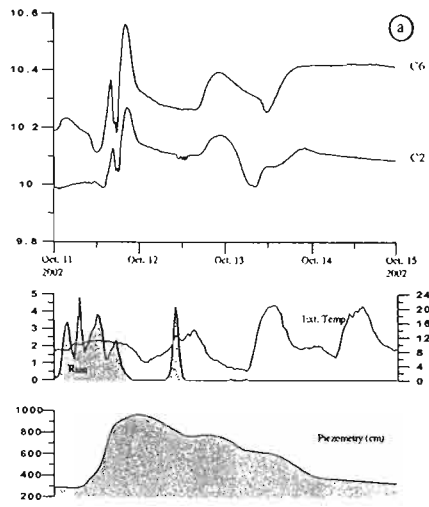 10.6
a
10.4
C6
10.2
C2
10
9.8
Oct. 11 2002
Oct. 12
Oct. 13
Oct. 14
Oct. 15 2002
5
4
3
2
1
0
Rain
Ext. Temp
24
20
16
12
8
4
0
1000
800
600
400
200
Piezometry (cm)